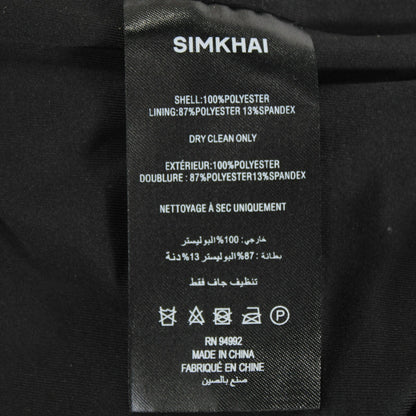 SIMKHAI
SHELL:100%POLYESTER
LINING:87%POLYESTER 13%SPANDEX
DRY CLEAN ONLY
EXTÉRIEUR:100%POLYESTER
DOUBLURE : 87%POLYESTER13%SPANDEX
NETTOYAGE À SEC UNIQUEMENT
خارجي: 100%البوليستر
بطانة: 87%البوليستر 13%دنة
تنظيف جاف فقط
P
RN 94992
MADE IN CHINA
FABRIQUÉ EN CHINE
صنع بالصين